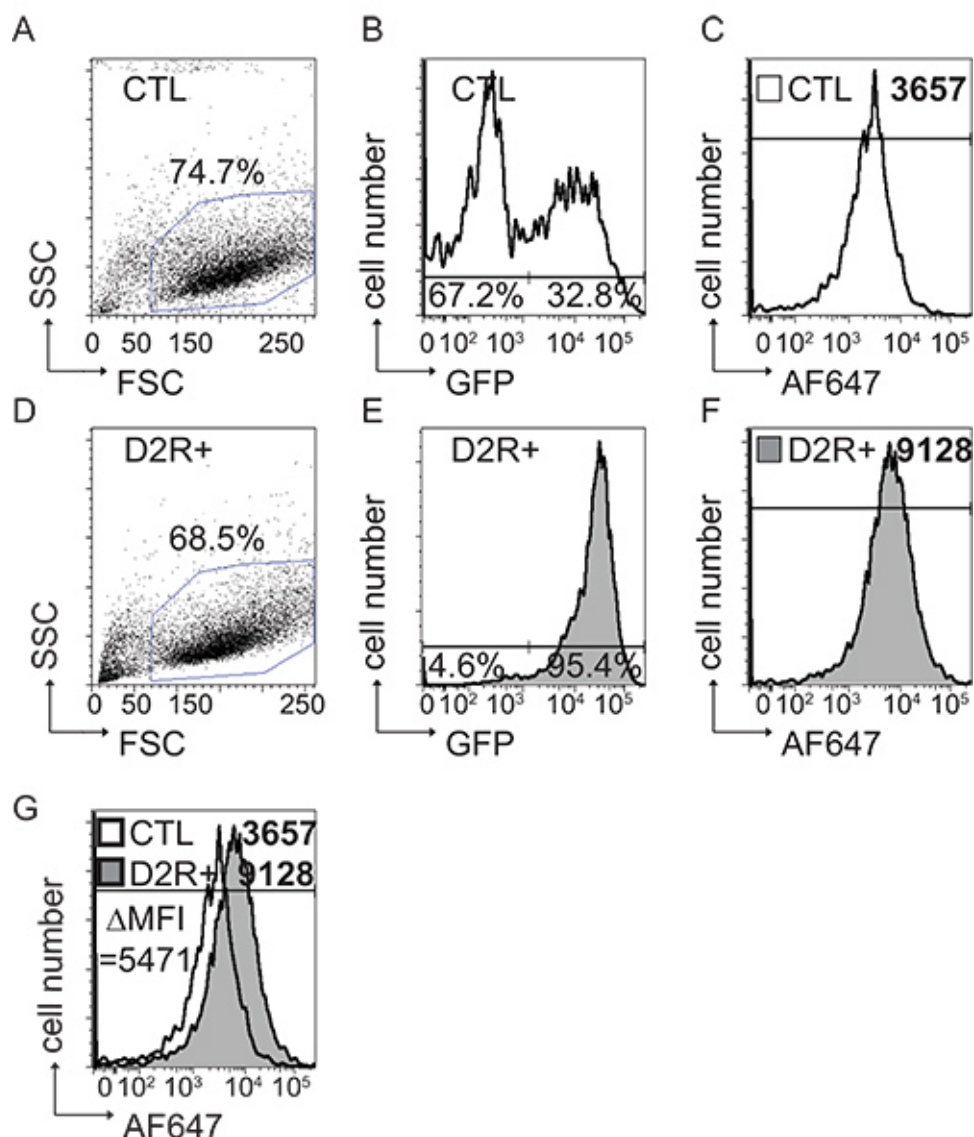 A
CTL
74.7%
SSC
0 50 150 250
FSC
B
CTL
cell number
67.2% 32.8%
0 10² 10³ 10⁴ 10⁵
GFP
C
CTL 3657
cell number
0 10² 10³ 10⁴ 10⁵
AF647
D
D2R+
68.5%
SSC
0 50 150 250
FSC
E
D2R+
cell number
4.6% 95.4%
0 10² 10³ 10⁴ 10⁵
GFP
F
D2R+ 9128
cell number
0 10² 10³ 10⁴ 10⁵
AF647
G
CTL 3657
D2R+ 9128
ΔMFI
=5471
cell number
0 10² 10³ 10⁴ 10⁵
AF647